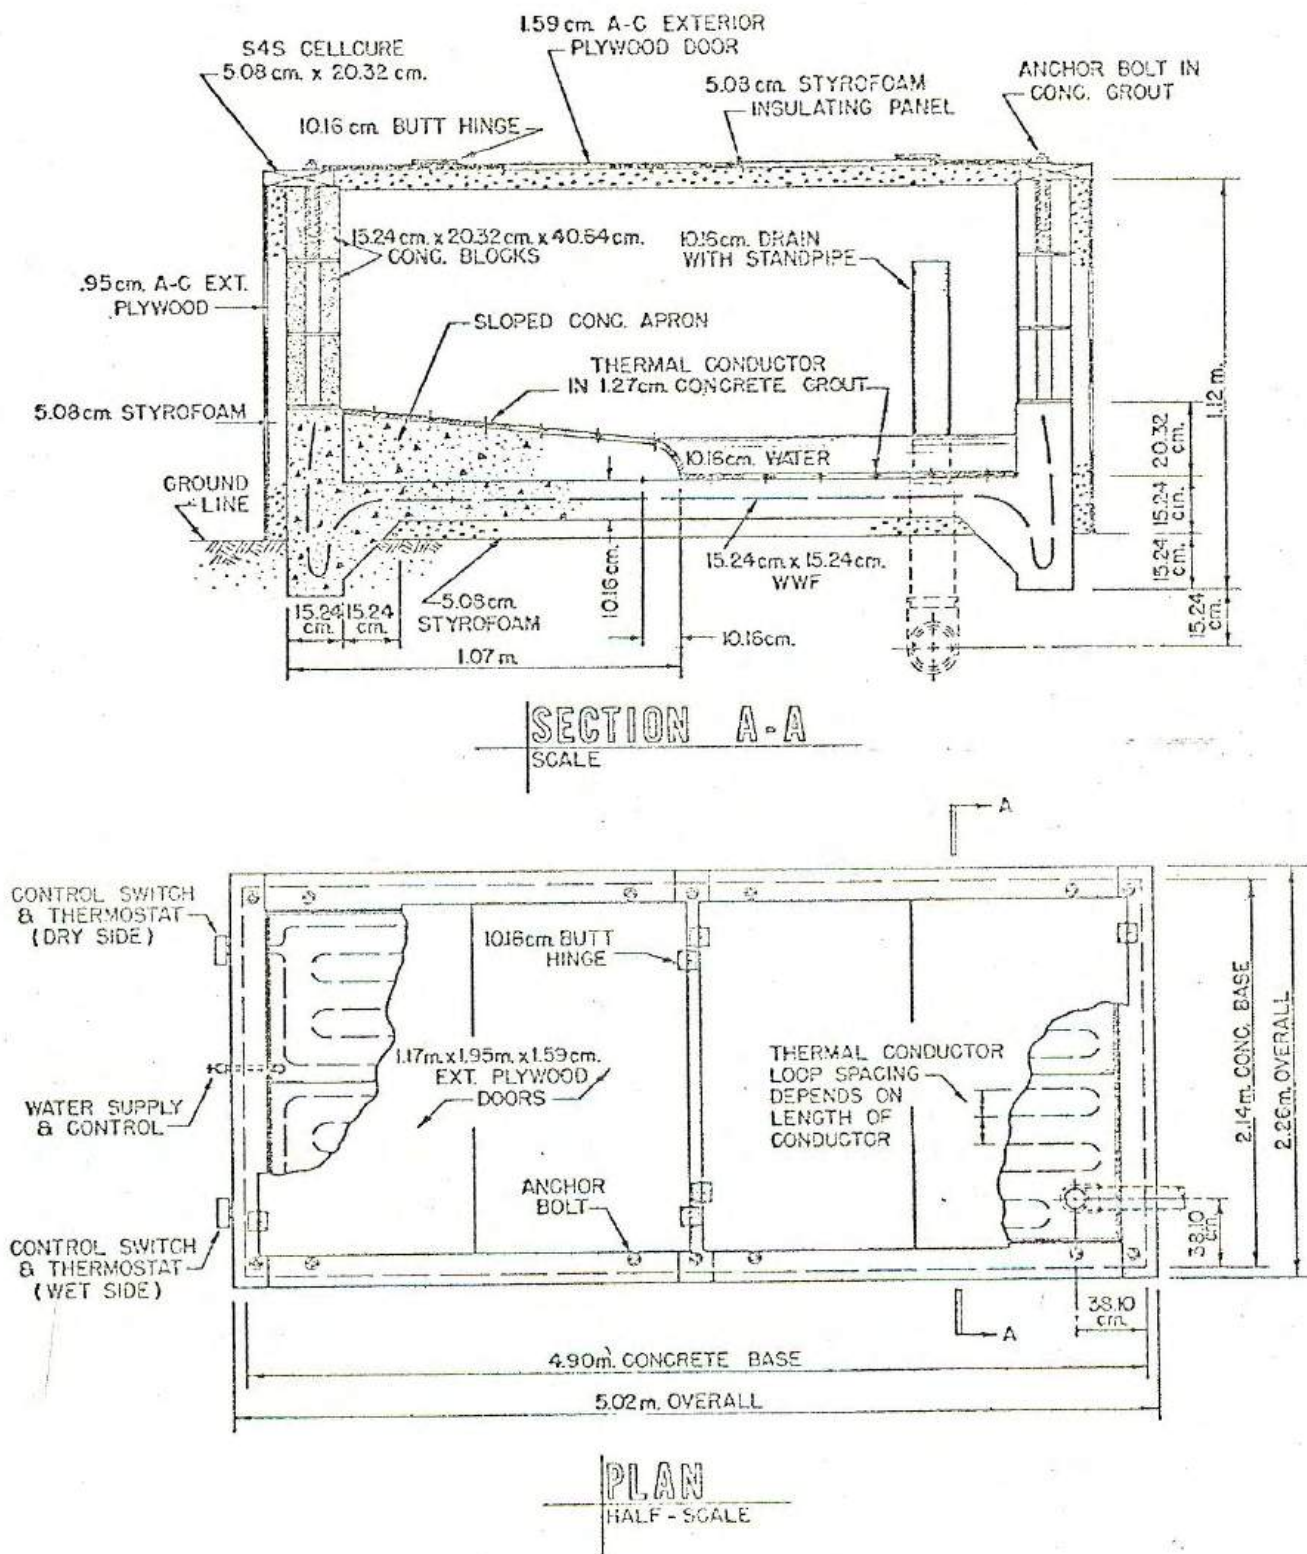 1.59 cm. A-C EXTERIOR
PLYWOOD DOOR
S4S CELLCURE
5.08 cm. x 20.32 cm.
5.08 cm. STYROFOAM
INSULATING PANEL
ANCHOR BOLT IN
CONC. GROUT
10.16 cm. BUTT HINGE
15.24 cm. x 20.32 cm. x 40.64 cm.
CONC. BLOCKS
10.16 cm. DRAIN
WITH STANDPIPE
.95 cm. A-C EXT.
PLYWOOD
SLOPED CONC. APRON
THERMAL CONDUCTOR
IN 1.27 cm. CONCRETE GROUT
1.12 m.
5.08 cm. STYROFOAM
10.16 cm. WATER
20.32
cm.
GROUND
LINE
15.24
cm.
15.24
cm.
15.24
cm.
15.24 cm. x 15.24 cm.
WWF
10.16 cm.
5.08 cm.
STYROFOAM
15.24
cm.
15.24
cm.
10.16 cm.
1.07 m.
SECTION A-A
SCALE
A
CONTROL SWITCH
& THERMOSTAT
(DRY SIDE)
10.16 cm. BUTT
HINGE
1.17 m. x 1.95 m. x 1.59 cm.
EXT. PLYWOOD
DOORS
THERMAL CONDUCTOR
LOOP SPACING
DEPENDS ON
LENGTH OF
CONDUCTOR
2.14 m. CONC. BASE
2.26 m. OVERALL
WATER SUPPLY
& CONTROL
ANCHOR
BOLT
38.10
cm.
CONTROL SWITCH
& THERMOSTAT
(WET SIDE)
38.10
cm.
A
4.90 m. CONCRETE BASE
5.02 m. OVERALL
PLAN
HALF - SCALE